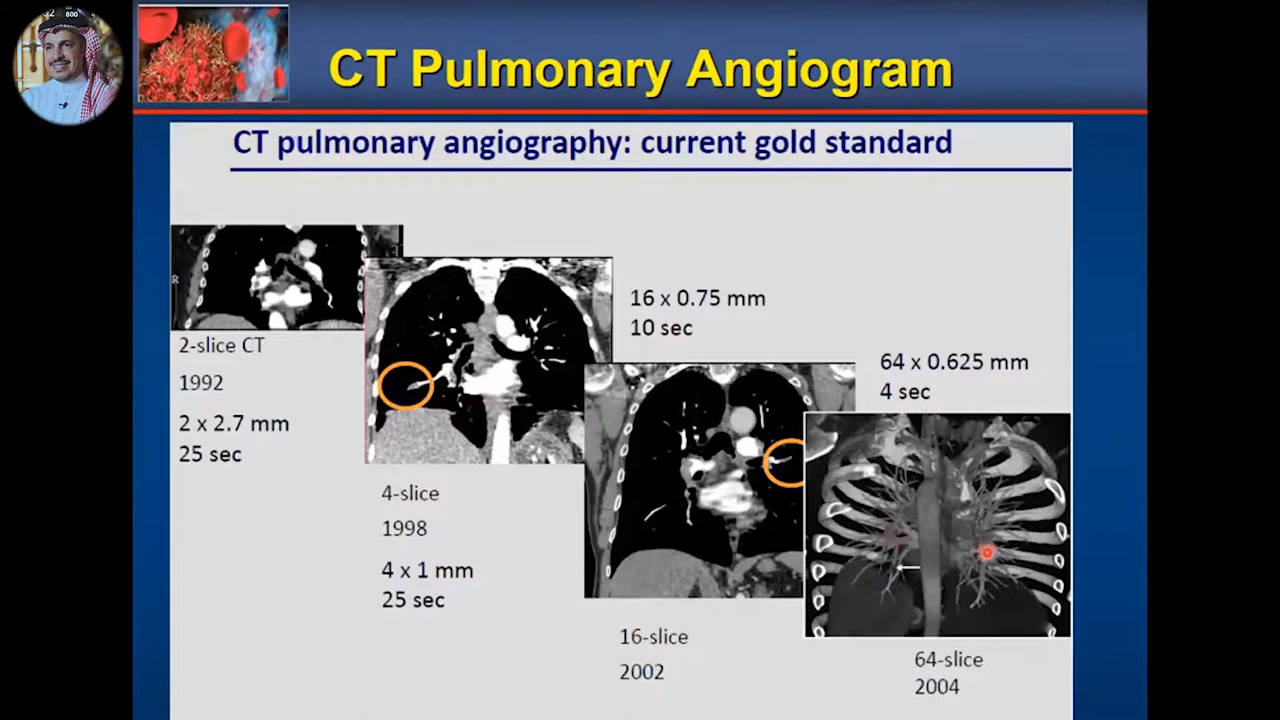 800
CT Pulmonary Angiogram
CT pulmonary angiography: current gold standard
R
2-slice CT
1992
2 x 2.7 mm
25 sec
4-slice
1998
4 x 1 mm
25 sec
16 x 0.75 mm
10 sec
16-slice
2002
64 x 0.625 mm
4 sec
64-slice
2004